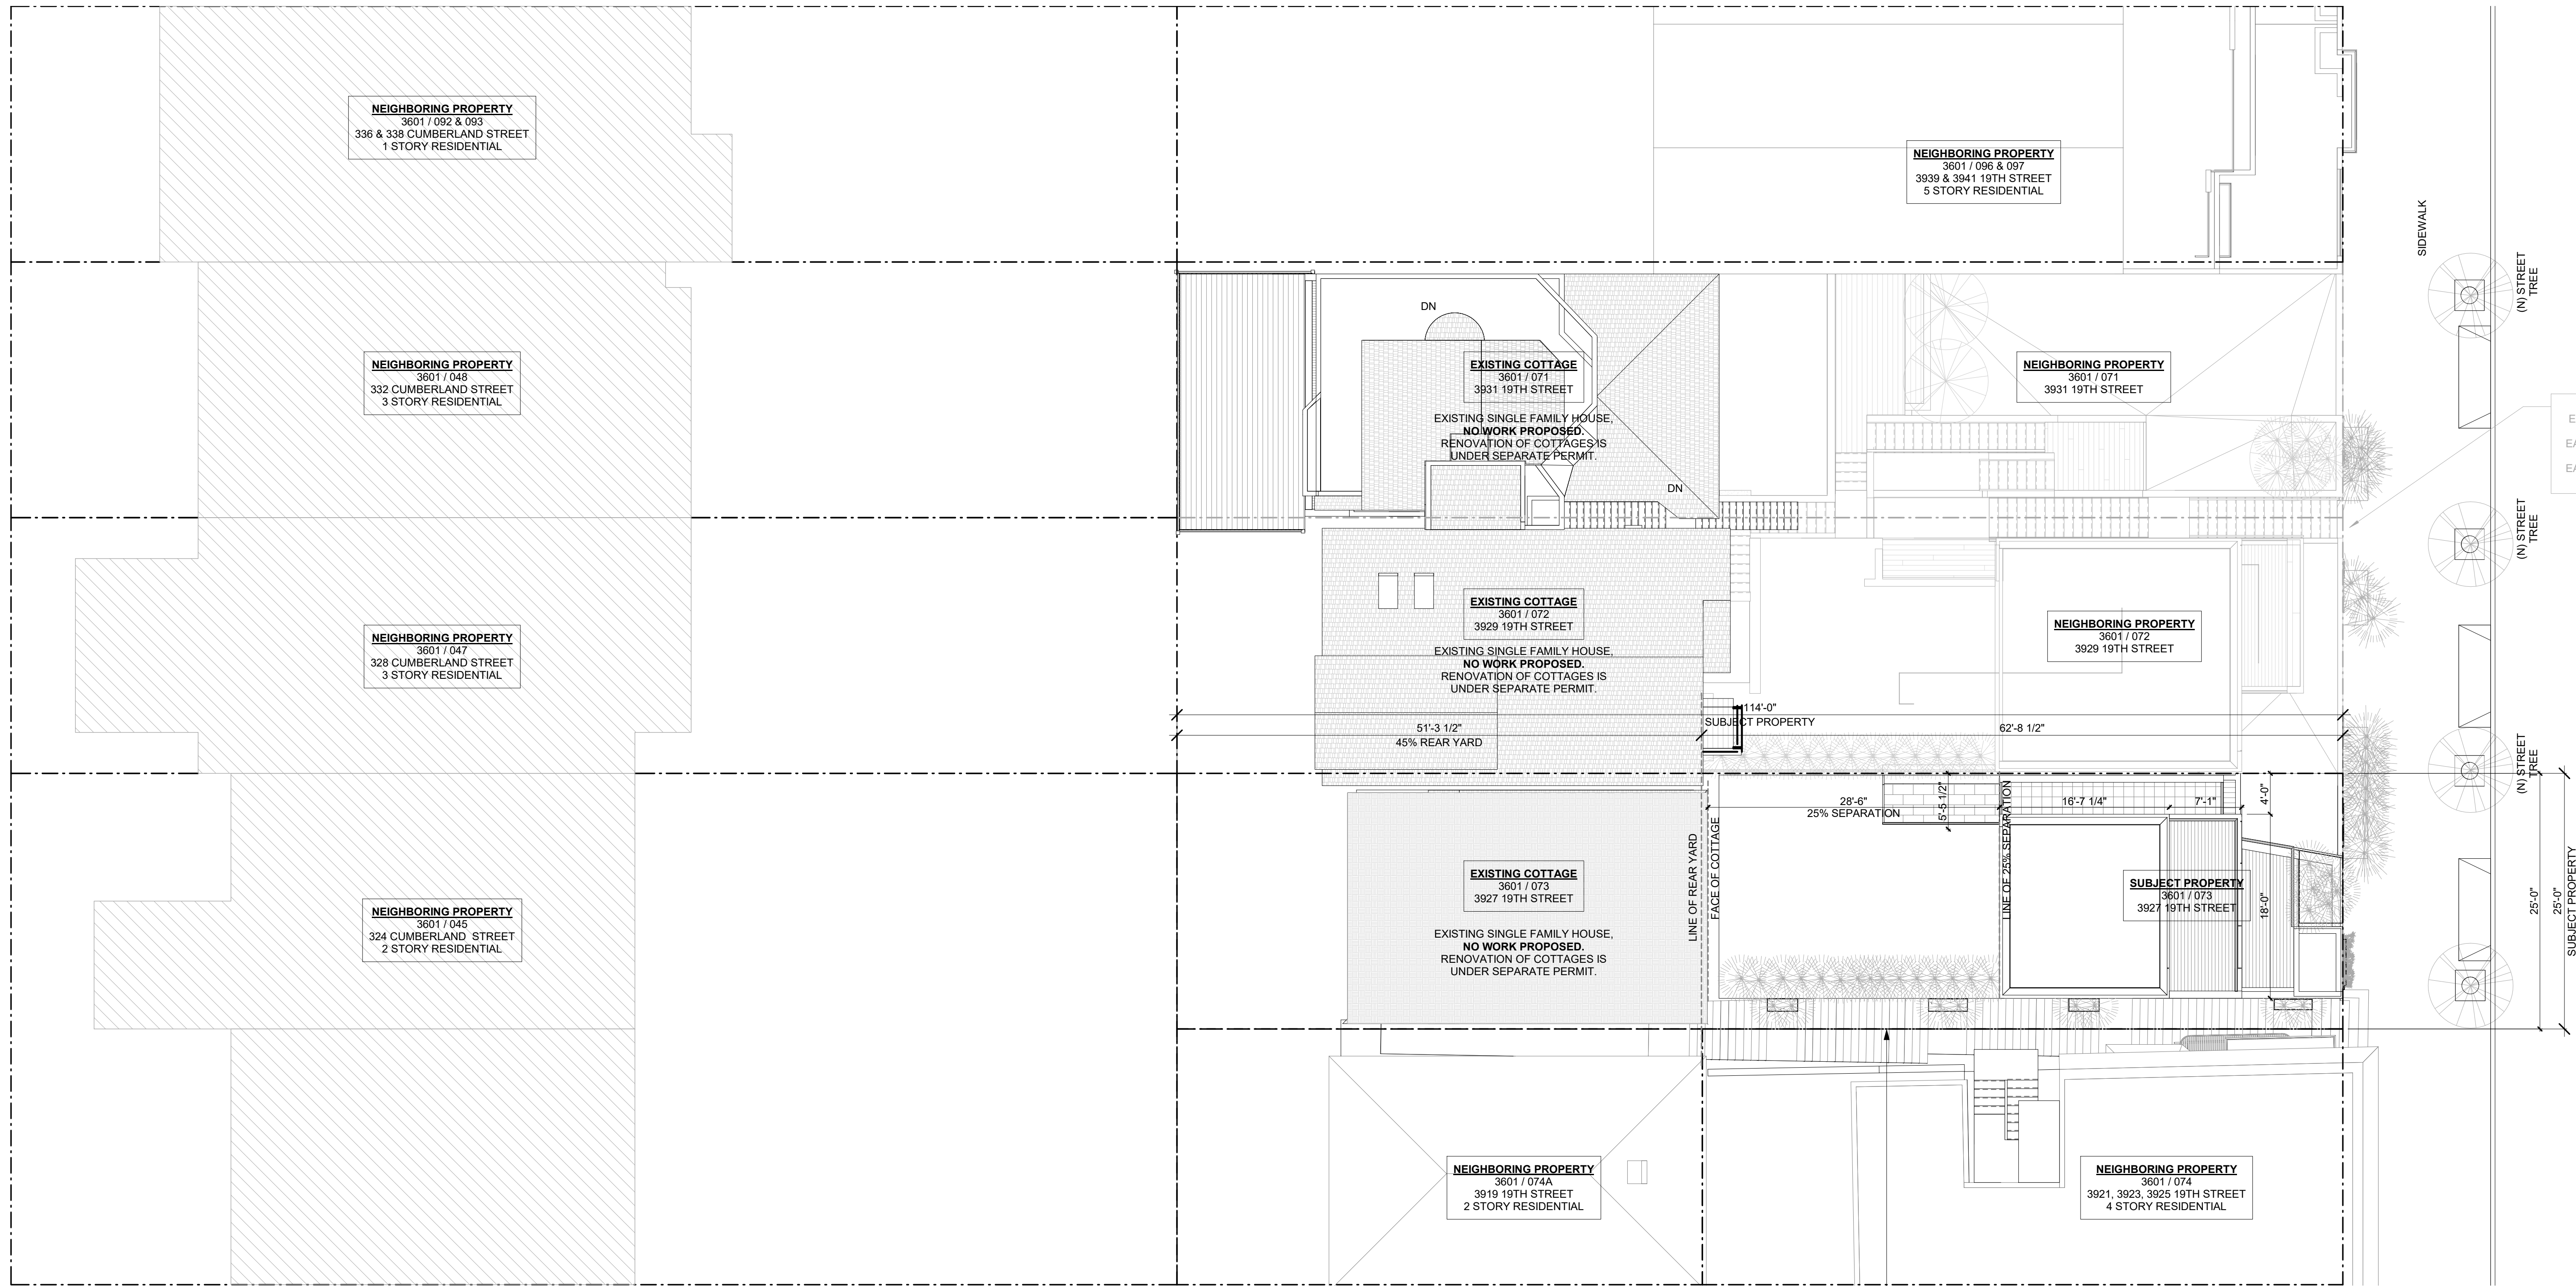 NEIGHBORING PROPERTY
3601 / 092 & 093
336 & 338 CUMBERLAND STREET
1 STORY RESIDENTIAL
NEIGHBORING PROPERTY
3601 / 096 & 097
3939 & 3941 19TH STREET
5 STORY RESIDENTIAL
SIDEWALK
(N) STREET
TREE
NEIGHBORING PROPERTY
3601 / 048
332 CUMBERLAND STREET
3 STORY RESIDENTIAL
DN
EXISTING COTTAGE
3601 / 071
3931 19TH STREET
EXISTING SINGLE FAMILY HOUSE,
NO WORK PROPOSED.
RENOVATION OF COTTAGES IS
UNDER SEPARATE PERMIT.
DN
NEIGHBORING PROPERTY
3601 / 071
3931 19TH STREET
E
EA
EA
(N) STREET
TREE
NEIGHBORING PROPERTY
3601 / 047
328 CUMBERLAND STREET
3 STORY RESIDENTIAL
EXISTING COTTAGE
3601 / 072
3929 19TH STREET
EXISTING SINGLE FAMILY HOUSE,
NO WORK PROPOSED.
RENOVATION OF COTTAGES IS
UNDER SEPARATE PERMIT.
NEIGHBORING PROPERTY
3601 / 072
3929 19TH STREET
114'-0"
SUBJECT PROPERTY
51'-3 1/2"
45% REAR YARD
62'-8 1/2"
(N) STREET
TREE
28'-6"
25% SEPARATION
5'-5 1/2"
16'-7 1/4"
7'-1"
4'-0"
LINE OF REAR YARD
FACE OF COTTAGE
LINE OF 25% SEPARATION
18'-0"
25'-0"
25'-0"
SUBJECT PROPERTY
NEIGHBORING PROPERTY
3601 / 045
324 CUMBERLAND STREET
2 STORY RESIDENTIAL
EXISTING COTTAGE
3601 / 073
3927 19TH STREET
EXISTING SINGLE FAMILY HOUSE,
NO WORK PROPOSED.
RENOVATION OF COTTAGES IS
UNDER SEPARATE PERMIT.
SUBJECT PROPERTY
3601 / 073
3927 19TH STREET
NEIGHBORING PROPERTY
3601 / 074A
3919 19TH STREET
2 STORY RESIDENTIAL
NEIGHBORING PROPERTY
3601 / 074
3921, 3923, 3925 19TH STREET
4 STORY RESIDENTIAL